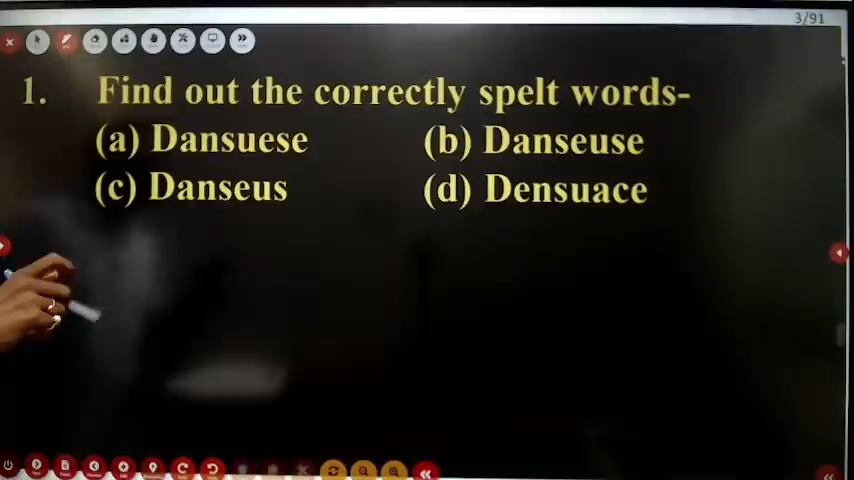 3/91
1. Find out the correctly spelt words-
(a) Dansuese (b) Danseuse
(c) Danseus (d) Densuace